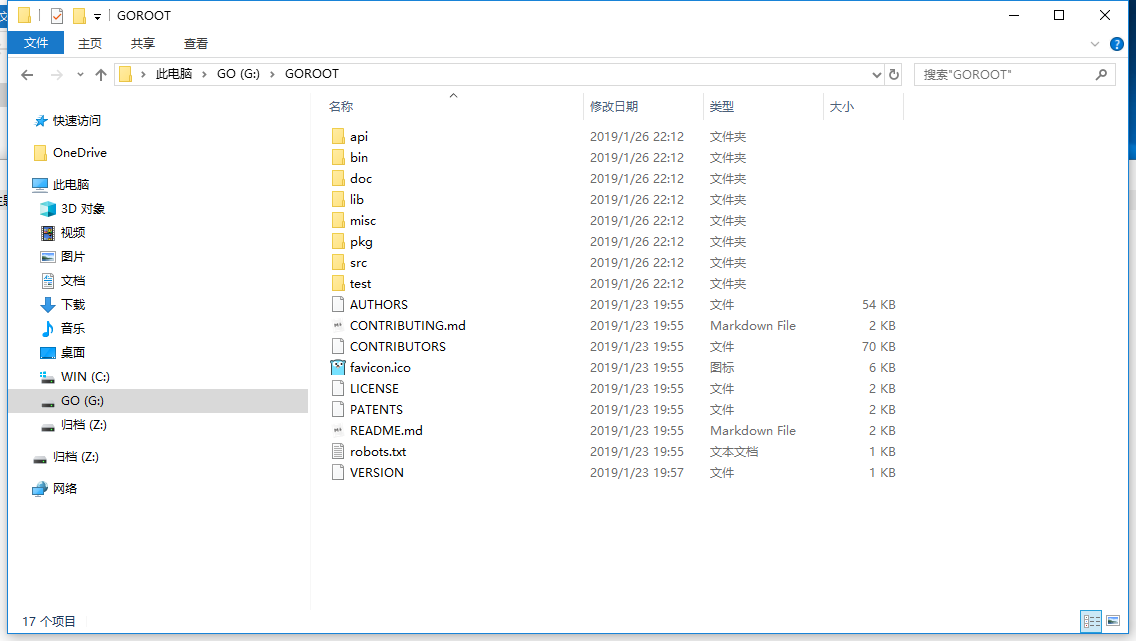 GOROOT
文件 主页 共享 查看
此电脑 GO (G:) GOROOT
搜索"GOROOT"
快速访问
OneDrive
此电脑
3D 对象
视频
图片
文档
下载
音乐
桌面
WIN (C:)
GO (G:)
归档 (Z:)
归档 (Z:)
网络
名称 修改日期 类型 大小
api 2019/1/26 22:12 文件夹
bin 2019/1/26 22:12 文件夹
doc 2019/1/26 22:12 文件夹
lib 2019/1/26 22:12 文件夹
misc 2019/1/26 22:12 文件夹
pkg 2019/1/26 22:12 文件夹
src 2019/1/26 22:12 文件夹
test 2019/1/26 22:12 文件夹
AUTHORS 2019/1/23 19:55 文件 54 KB
CONTRIBUTING.md 2019/1/23 19:55 Markdown File 2 KB
CONTRIBUTORS 2019/1/23 19:55 文件 70 KB
favicon.ico 2019/1/23 19:55 图标 6 KB
LICENSE 2019/1/23 19:55 文件 2 KB
PATENTS 2019/1/23 19:55 文件 2 KB
README.md 2019/1/23 19:55 Markdown File 2 KB
robots.txt 2019/1/23 19:55 文本文档 1 KB
VERSION 2019/1/23 19:57 文件 1 KB
17 个项目